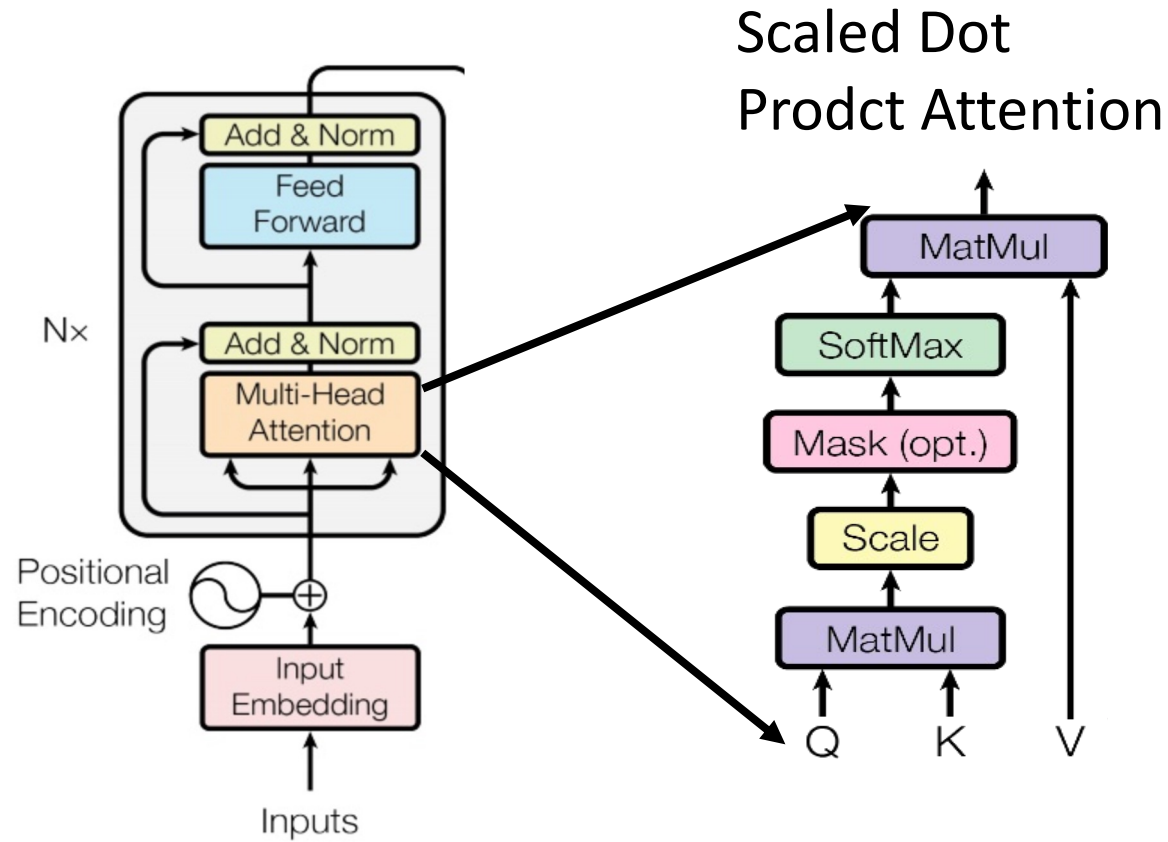 Scaled Dot
Prodct Attention
Add & Norm
Feed
Forward
Nx
Add & Norm
Multi-Head
Attention
Positional
Encoding
Input
Embedding
Inputs
MatMul
SoftMax
Mask (opt.)
Scale
MatMul
Q K V